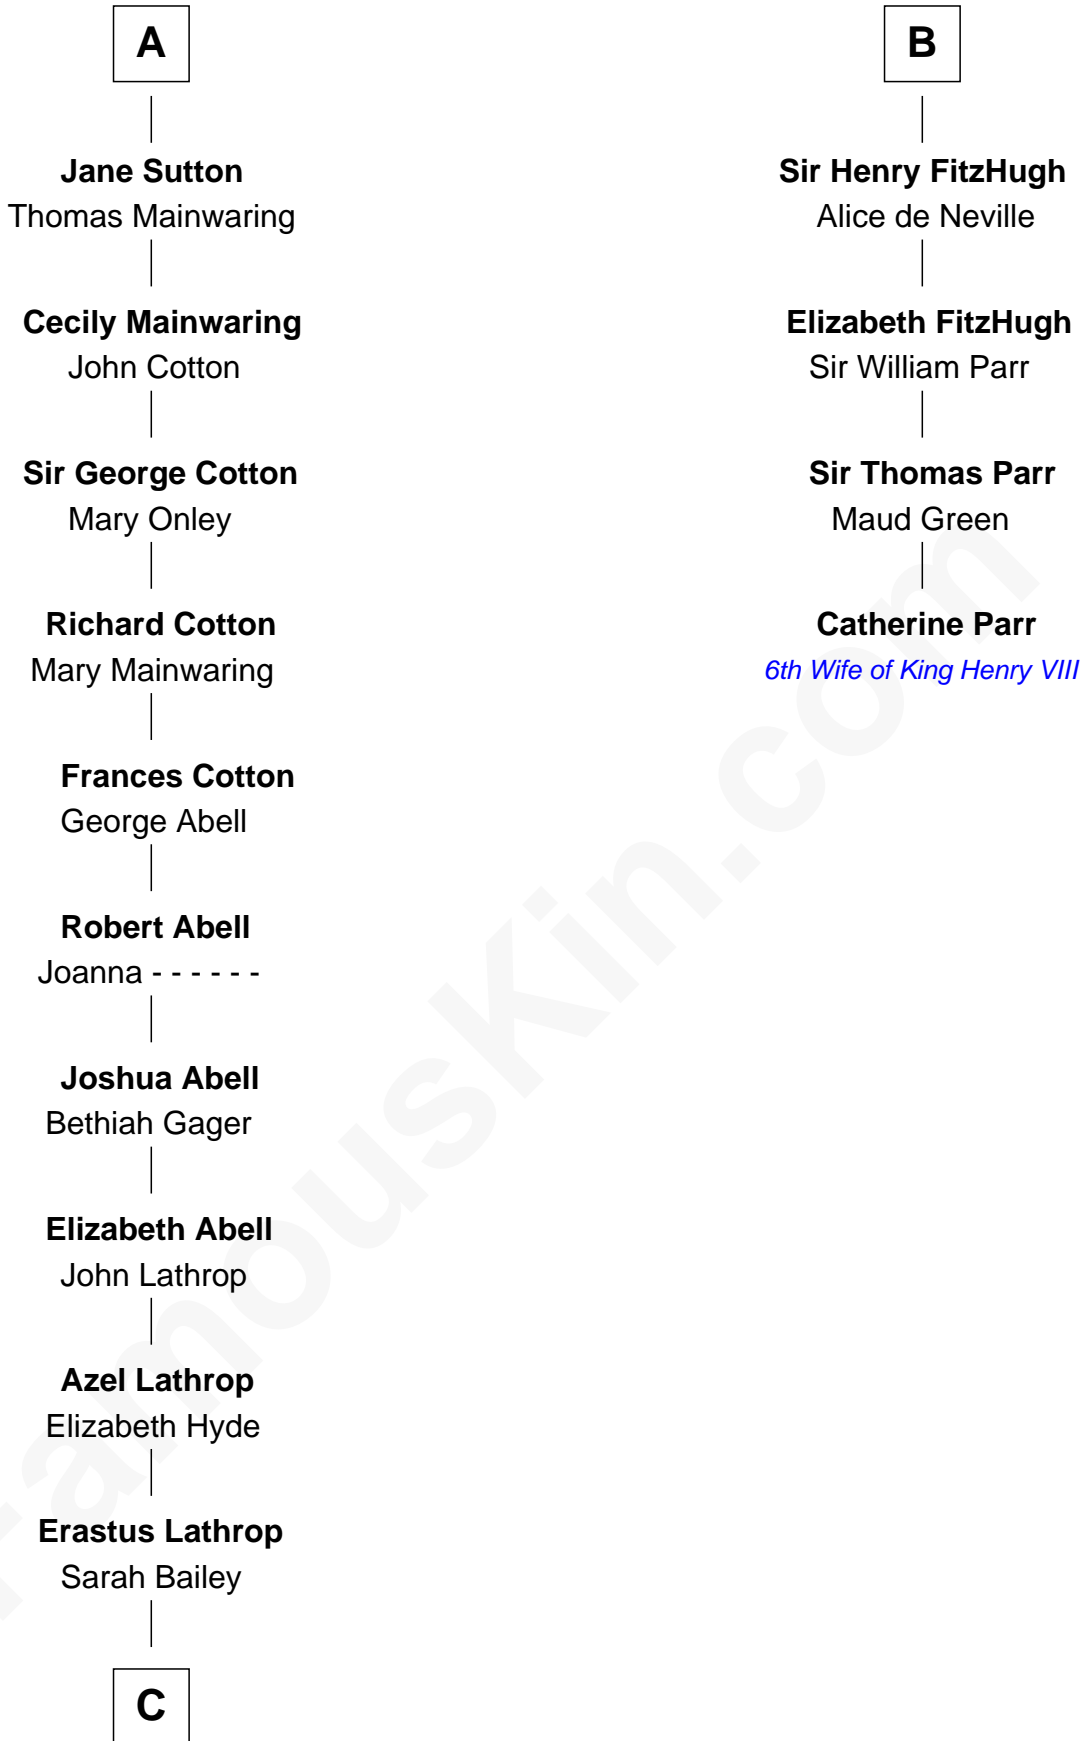 A
Jane Sutton
Thomas Mainwaring
Cecily Mainwaring
John Cotton
Sir George Cotton
Mary Onley
Richard Cotton
Mary Mainwaring
Frances Cotton
George Abell
Robert Abell
Joanna - - - - - -
Joshua Abell
Bethiah Gager
Elizabeth Abell
John Lathrop
Azel Lathrop
Elizabeth Hyde
Erastus Lathrop
Sarah Bailey
C
B
Sir Henry FitzHugh
Alice de Neville
Elizabeth FitzHugh
Sir William Parr
Sir Thomas Parr
Maud Green
Catherine Parr
6th Wife of King Henry VIII
FamousKin.com